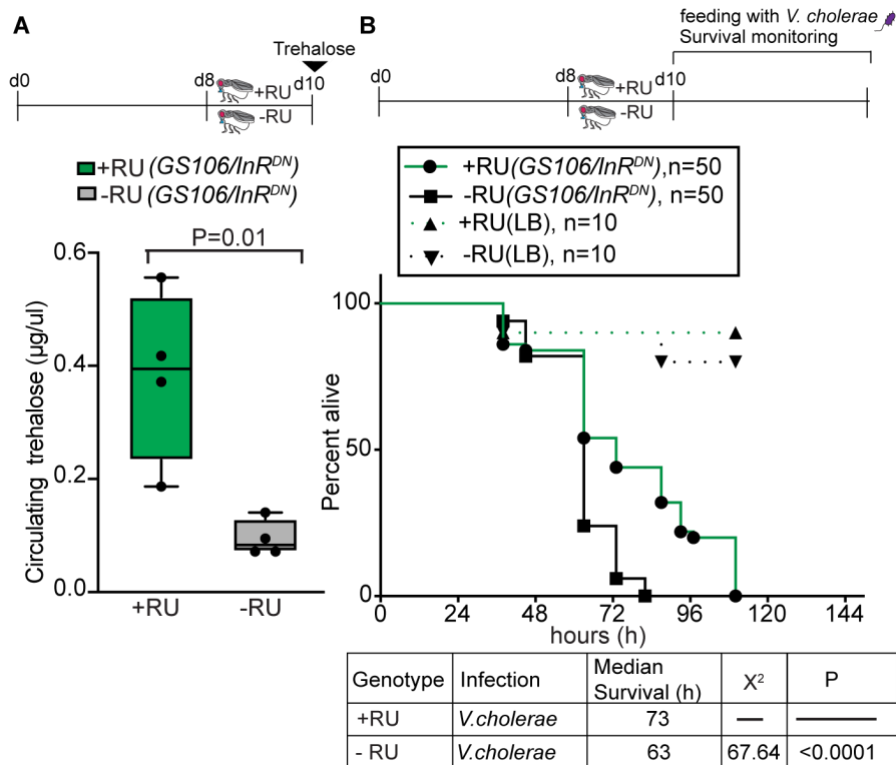 A
Trehalose
d0
d8
d10
+RU
-RU
+RU (GS106/InR^DN)
-RU (GS106/InR^DN)
P=0.01
Circulating trehalose (µg/ul)
0.6
0.4
0.2
0.0
+RU
-RU
B
feeding with V. cholerae
Survival monitoring
d0
d8
d10
+RU
-RU
+RU(GS106/InR^DN),n=50
-RU(GS106/InR^DN), n=50
+RU(LB), n=10
-RU(LB), n=10
Percent alive
100
50
0
0 24 48 72 96 120 144
hours (h)
Genotype Infection Median Survival (h) X² P
+RU V.cholerae 73 — —
- RU V.cholerae 63 67.64 <0.0001